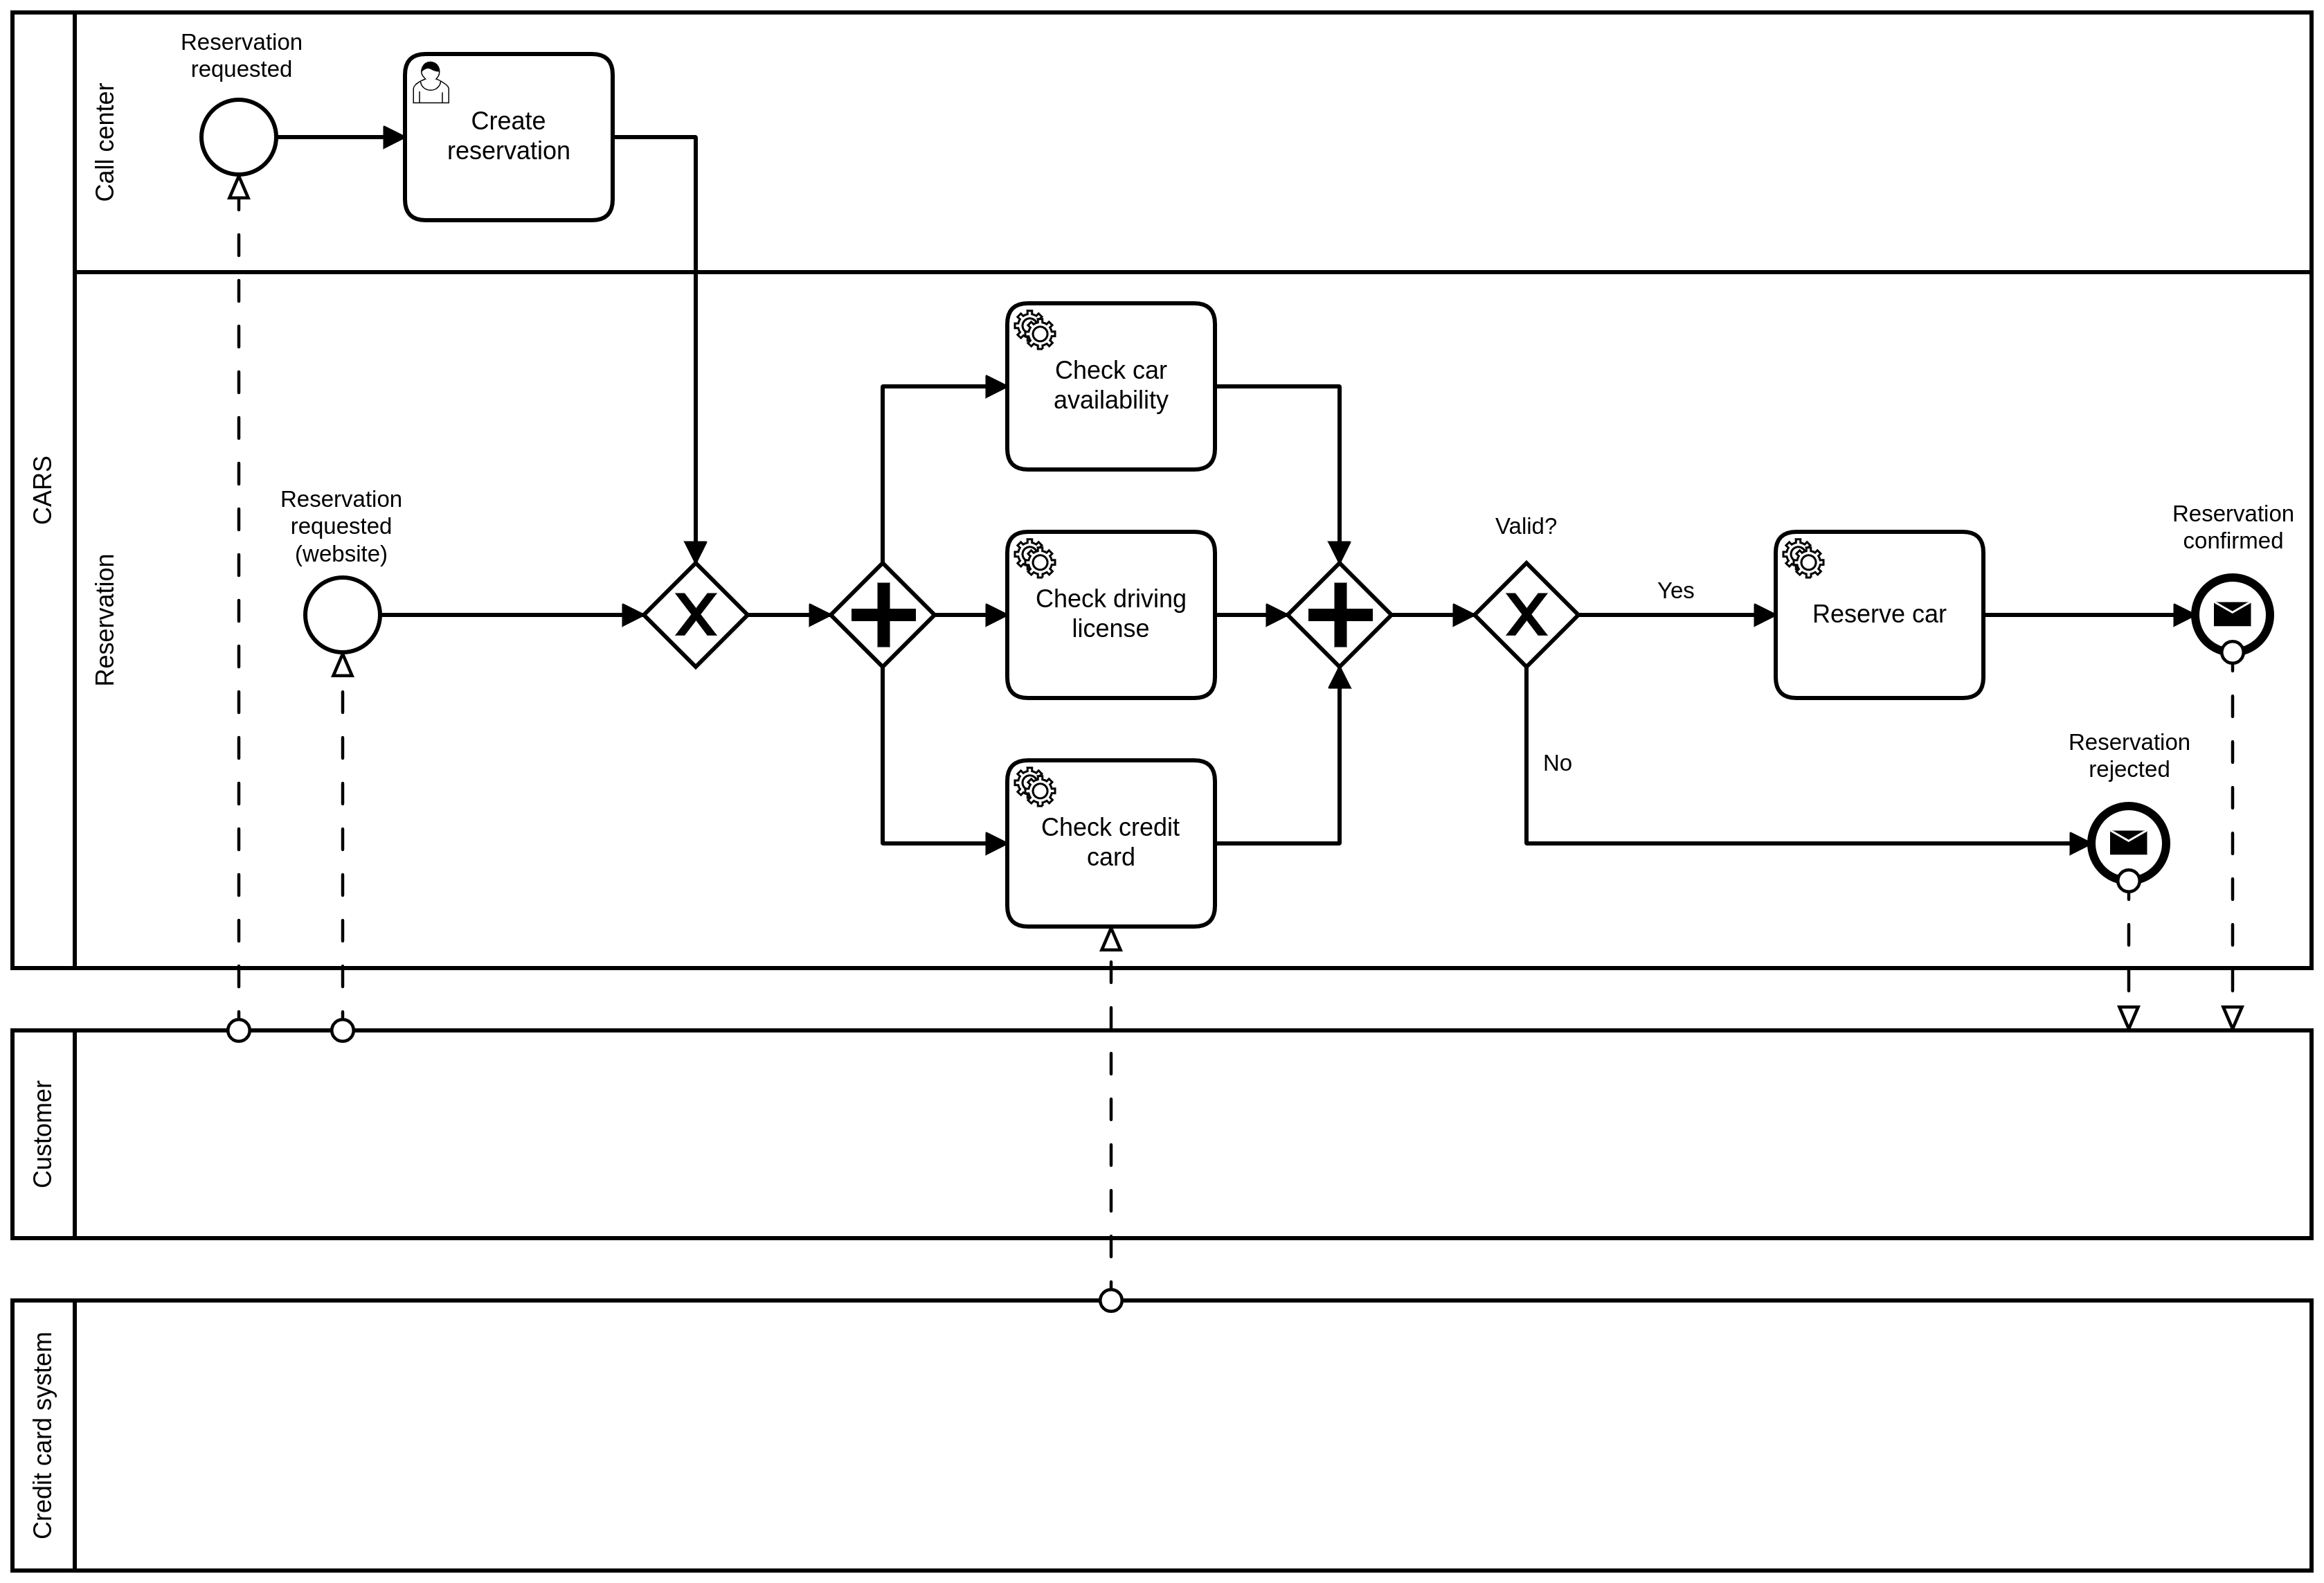 CARS
Call center
Reservation
requested
Create
reservation
Reservation
Reservation
requested
(website)
Check car
availability
Check driving
license
Check credit
card
Valid?
Yes
No
Reserve car
Reservation
confirmed
Reservation
rejected
Customer
Credit card system